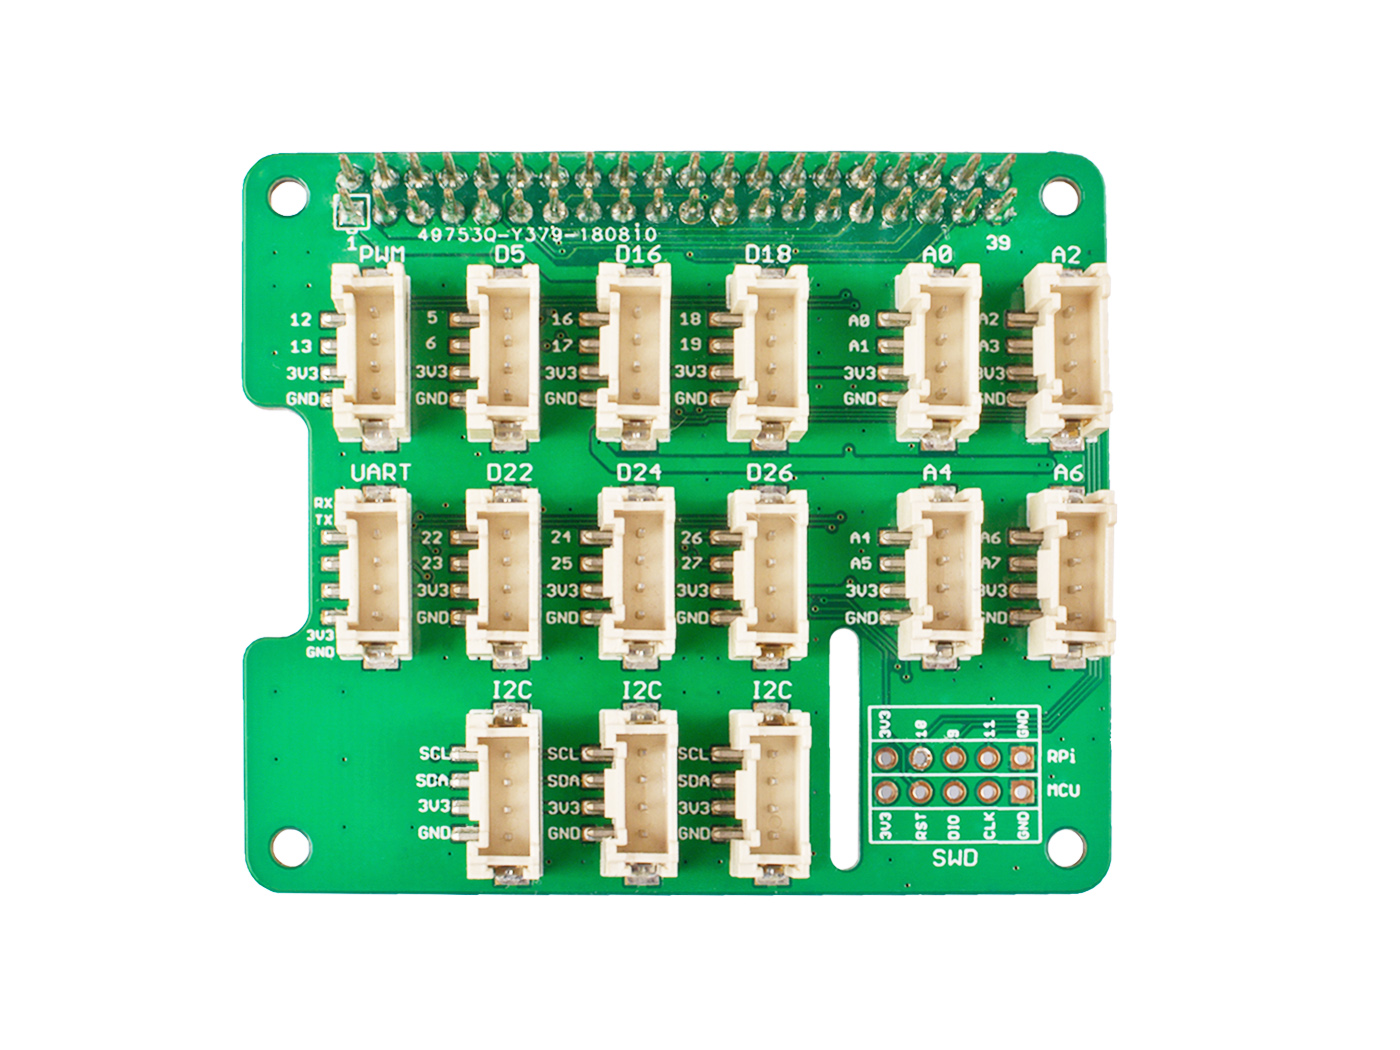 1 49753Q-Y379-180810 39
PWM D5 D16 D18 A0 A2
12 5 16 18 A0 A2
13 6 17 19 A1 A3
3V3 3V3 3V3 3V3 3V3 3V3
GND GND GND GND GND GND
UART D22 D24 D26 A4 A6
RX
TX
22 24 26 A4 A6
23 25 27 A5 A7
3V3 3V3 3V3 3V3 3V3
GND GND GND GND GND
3V3
GND
I2C I2C I2C
SCL SCL SCL
SDA SDA SDA
3V3 3V3 3V3
GND GND GND
3V3 10 9 11 GND
RPi
MCU
3V3 RST DIO CLK GND
SWD